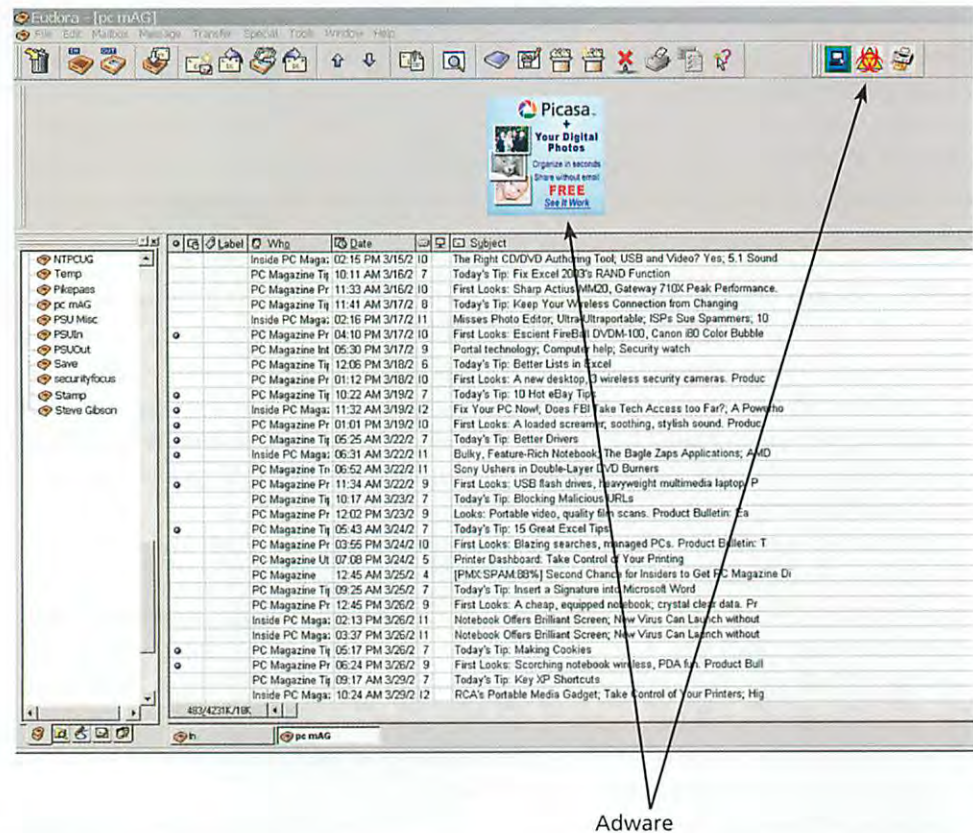 Eudora - [pc mAG]
File Edit Mailbox Message Transfer Special Tools Window Help
IN OUT
Picasa™
+
Your Digital
Photos
Organize in seconds
Share without email
FREE
See It Work
NTPCUG
Temp
Pikepass
pc mAG
PSU Misc
PSUIn
PSUOut
Save
securityfocus
Stamp
Steve Gibson
Label Who Date Subject
Inside PC Maga: 02:15 PM 3/15/2 10 The Right CD/DVD Authoring Tool; USB and Video? Yes; 5.1 Sound
PC Magazine Tip 10:11 AM 3/16/2 7 Today's Tip: Fix Excel 2003's RAND Function
PC Magazine Pr 11:33 AM 3/16/2 10 First Looks: Sharp Actius MM20, Gateway 710X Peak Performance.
PC Magazine Tip 11:41 AM 3/17/2 8 Today's Tip: Keep Your Wireless Connection from Changing
Inside PC Maga: 02:16 PM 3/17/2 11 Misses Photo Editor; Ultra-Ultraportable; ISPs Sue Spammers; 10
PC Magazine Pr 04:10 PM 3/17/2 10 First Looks: Escient FireBall DVDM-100, Canon i80 Color Bubble
PC Magazine Int 05:30 PM 3/17/2 9 Portal technology; Computer help; Security watch
PC Magazine Tip 12:06 PM 3/18/2 6 Today's Tip: Better Lists in Excel
PC Magazine Pr 01:12 PM 3/18/2 10 First Looks: A new desktop, 3 wireless security cameras. Produc
PC Magazine Tip 10:22 AM 3/19/2 7 Today's Tip: 10 Hot eBay Tips
Inside PC Maga: 11:32 AM 3/19/2 12 Fix Your PC Now!, Does FBI Take Tech Access too Far?; A Powerho
PC Magazine Pr 01:01 PM 3/19/2 10 First Looks: A loaded screamer, soothing, stylish sound. Produc
PC Magazine Tip 05:25 AM 3/22/2 7 Today's Tip: Better Drivers
Inside PC Maga: 06:31 AM 3/22/2 11 Bulky, Feature-Rich Notebook; The Bagle Zaps Applications; AMD
PC Magazine Tr 06:52 AM 3/22/2 11 Sony Ushers in Double-Layer DVD Burners
PC Magazine Pr 11:34 AM 3/22/2 9 First Looks: USB flash drives, heavyweight multimedia laptop. P
PC Magazine Tip 10:17 AM 3/23/2 7 Today's Tip: Blocking Malicious URLs
PC Magazine Pr 12:02 PM 3/23/2 9 Looks: Portable video, quality film scans. Product Bulletin: Ea
PC Magazine Tip 05:43 AM 3/24/2 7 Today's Tip: 15 Great Excel Tips
PC Magazine Pr 03:55 PM 3/24/2 10 First Looks: Blazing searches, managed PCs. Product Bulletin: T
PC Magazine Ut 07:08 PM 3/24/2 5 Printer Dashboard: Take Control of Your Printing
PC Magazine 12:45 AM 3/25/2 4 [PMX:SPAM:88%] Second Chance for Insiders to Get PC Magazine Di
PC Magazine Tip 09:25 AM 3/25/2 7 Today's Tip: Insert a Signature into Microsoft Word
PC Magazine Pr 12:45 PM 3/26/2 9 First Looks: A cheap, equipped notebook; crystal clear data. Pr
Inside PC Maga: 02:13 PM 3/26/2 11 Notebook Offers Brilliant Screen; New Virus Can Launch without
Inside PC Maga: 03:37 PM 3/26/2 11 Notebook Offers Brilliant Screen; New Virus Can Launch without
PC Magazine Tip 05:17 PM 3/26/2 7 Today's Tip: Making Cookies
PC Magazine Pr 06:24 PM 3/26/2 9 First Looks: Scorching notebook wireless, PDA fun. Product Bull
PC Magazine Tip 09:17 AM 3/29/2 7 Today's Tip: Key XP Shortcuts
Inside PC Maga: 10:24 AM 3/29/2 12 RCA's Portable Media Gadget; Take Control of Your Printers; Hig
483/4231K/18K
In
pc mAG
Adware